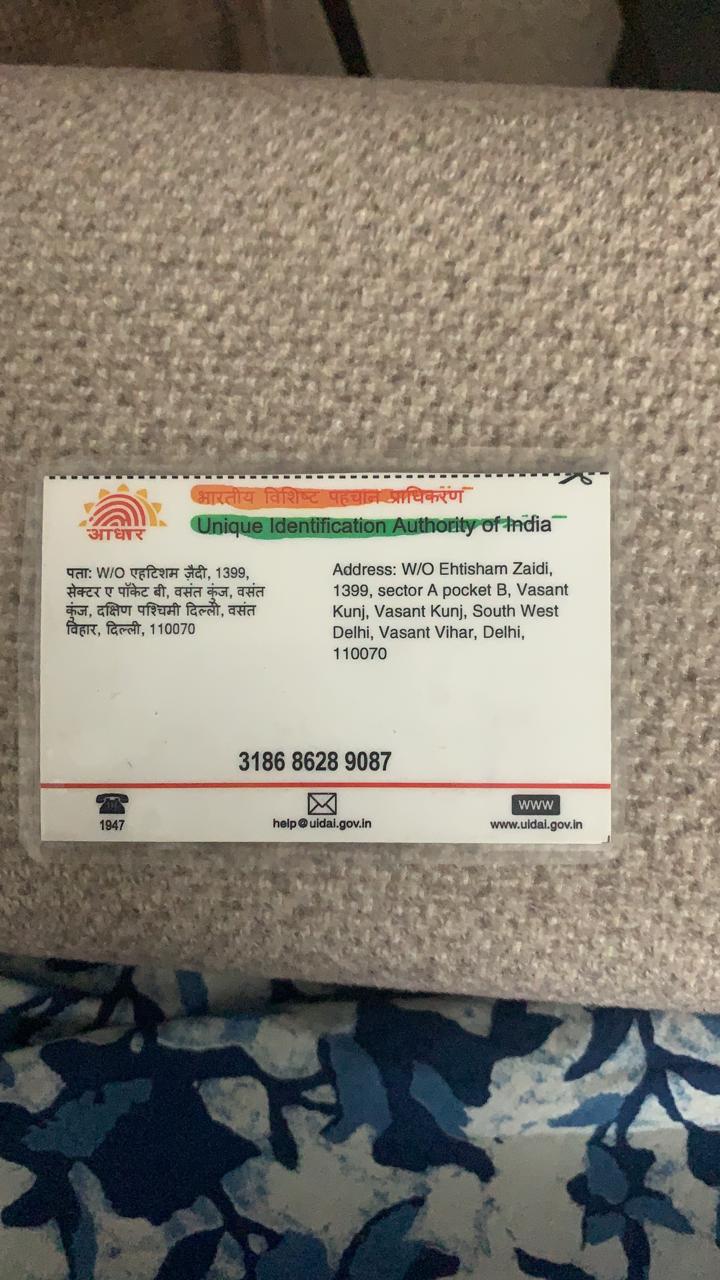 भारतीय विशिष्ट पहचान प्राधिकरण
Unique Identification Authority of India
आधार
पता: W/O एहटिशम ज़ैदी, 1399,
सेक्टर ए पॉकेट बी, वसंत कुंज, वसंत
कुंज, दक्षिण पश्चिमी दिल्ली, वसंत
विहार, दिल्ली, 110070
Address: W/O Ehtisham Zaidi,
1399, sector A pocket B, Vasant
Kunj, Vasant Kunj, South West
Delhi, Vasant Vihar, Delhi,
110070
3186 8628 9087
1947
help@uidai.gov.in
WWW
www.uidai.gov.in